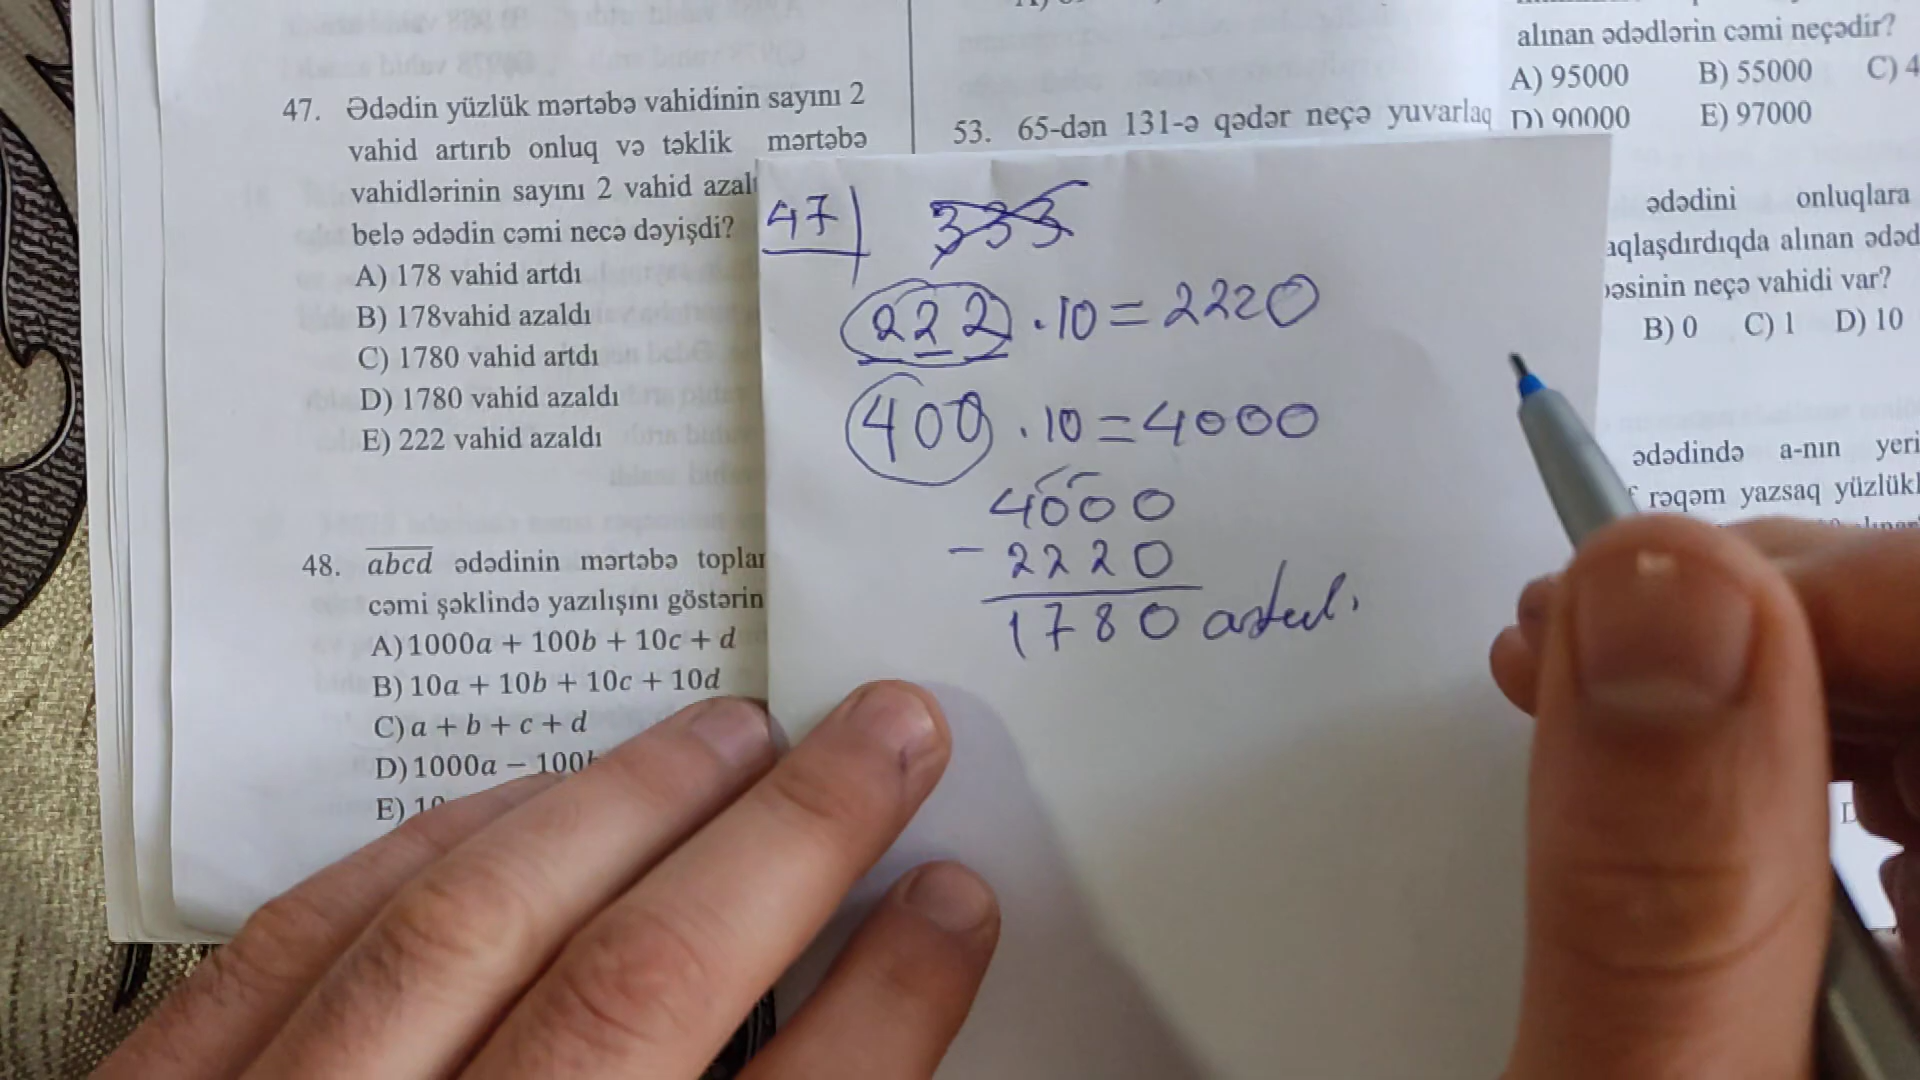 47. Ədədin yüzlük mərtəbə vahidinin sayını 2
vahid artırıb onluq və təklik mərtəbə
vahidlərinin sayını 2 vahid azal
belə ədədin cəmi necə dəyişdi?
A) 178 vahid artdı
B) 178vahid azaldı
C) 1780 vahid artdı
D) 1780 vahid azaldı
E) 222 vahid azaldı
48. abcd ədədinin mərtəbə toplar
cəmi şəklində yazılışını göstərin
A) 1000a + 100b + 10c + d
B) 10a + 10b + 10c + 10d
C) a + b + c + d
D) 1000a − 100b
E) 10
53. 65-dən 131-ə qədər neçə yuvarlaq
47
333
222 · 10 = 2220
400 · 10 = 4000
4000
− 2220
1780
alınan ədədlərin cəmi neçədir?
A) 95000 B) 55000 C) 4
D) 90000 E) 97000
ədədini onluqlara
aqlaşdırdıqda alınan ədəd
əsinin neçə vahidi var?
B) 0 C) 1 D) 10
ədədində a-nın yeri
rəqəm yazsaq yüzlükl